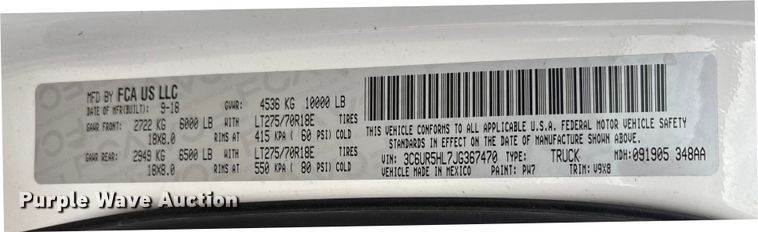 MFD BY FCA US LLC
DATE OF MFR(BUILT): 9-18 GVWR: 4536 KG 10000 LB
GAWR FRONT: 2722 KG 6000 LB WITH LT275/70R18E TIRES
18X8.0 RIMS AT 415 KPA ( 60 PSI) COLD
GAWR REAR: 2949 KG 6500 LB WITH LT275/70R18E TIRES
18X8.0 RIMS AT 550 KPA ( 80 PSI) COLD
THIS VEHICLE CONFORMS TO ALL APPLICABLE U.S.A. FEDERAL MOTOR VEHICLE SAFETY
STANDARDS IN EFFECT ON THE DATE OF MANUFACTURE SHOWN ABOVE.
VIN: 3C6UR5HL7JG367470 TYPE: TRUCK MDH: 091905 348AA
VEHICLE MADE IN MEXICO PAINT: PW7 TRIM: V9X8
Purple Wave Auction